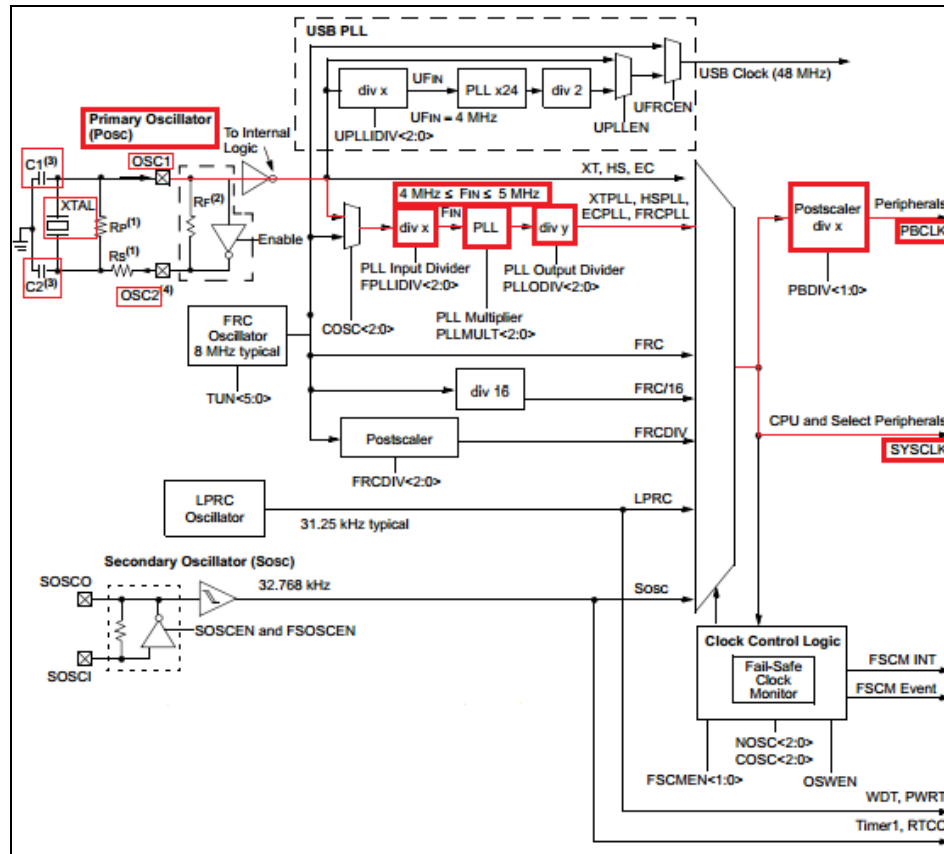 USB PLL
div x
UFIN
PLL x24
div 2
USB Clock (48 MHz)
UFIN = 4 MHz
UFRCEN
UPLLIDIV<2:0>
UPLLEN
Primary Oscillator
(Posc)
To Internal
Logic
C1(3)
OSC1
XT, HS, EC
XTAL
RP(1)
RF(2)
Enable
4 MHz ≤ FIN ≤ 5 MHz
FIN
div x
PLL
div y
XTPLL, HSPLL,
ECPLL, FRCPLL
Postscaler
div x
Peripherals
PBCLK
C2(3)
RS(1)
OSC2(4)
PLL Input Divider
FPLLIDIV<2:0>
PLL Output Divider
PLLODIV<2:0>
PBDIV<1:0>
COSC<2:0>
PLL Multiplier
PLLMULT<2:0>
FRC
Oscillator
8 MHz typical
TUN<5:0>
FRC
div 16
FRC/16
Postscaler
FRCDIV
FRCDIV<2:0>
CPU and Select Peripherals
SYSCLK
LPRC
Oscillator
31.25 kHz typical
LPRC
Secondary Oscillator (Sosc)
SOSCO
32.768 kHz
Sosc
SOSCEN and FSOSCEN
SOSCI
Clock Control Logic
Fail-Safe
Clock
Monitor
FSCM INT
FSCM Event
NOSC<2:0>
COSC<2:0>
FSCMEN<1:0>
OSWEN
WDT, PWRT
Timer1, RTCC